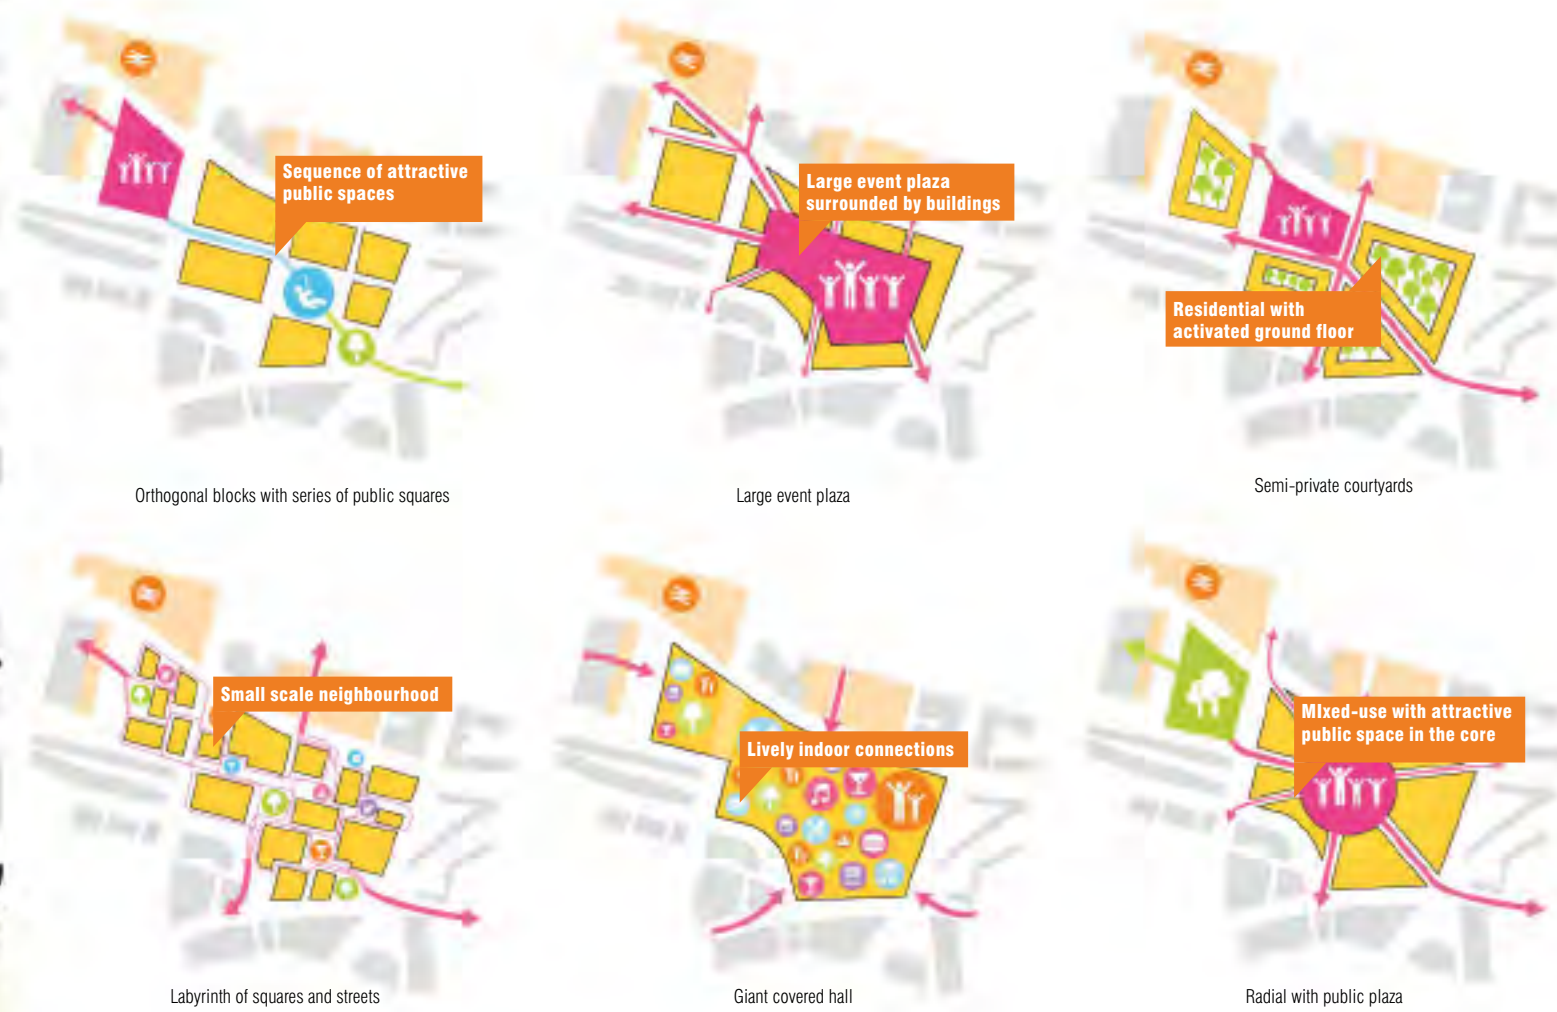 Sequence of attractive
public spaces
Large event plaza
surrounded by buildings
Residential with
activated ground floor
Orthogonal blocks with series of public squares
Large event plaza
Semi-private courtyards
Small scale neighbourhood
Lively indoor connections
MIxed-use with attractive
public space in the core
Labyrinth of squares and streets
Giant covered hall
Radial with public plaza